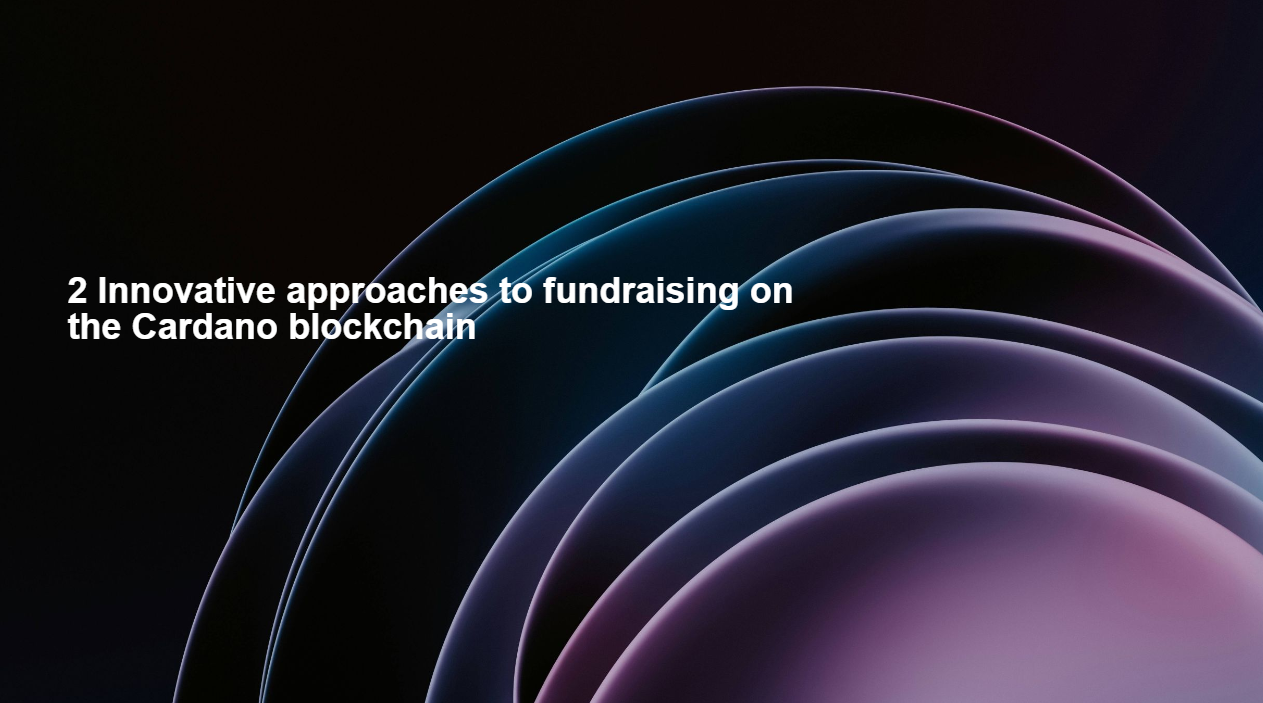 2 Innovative approaches to fundraising on
the Cardano blockchain